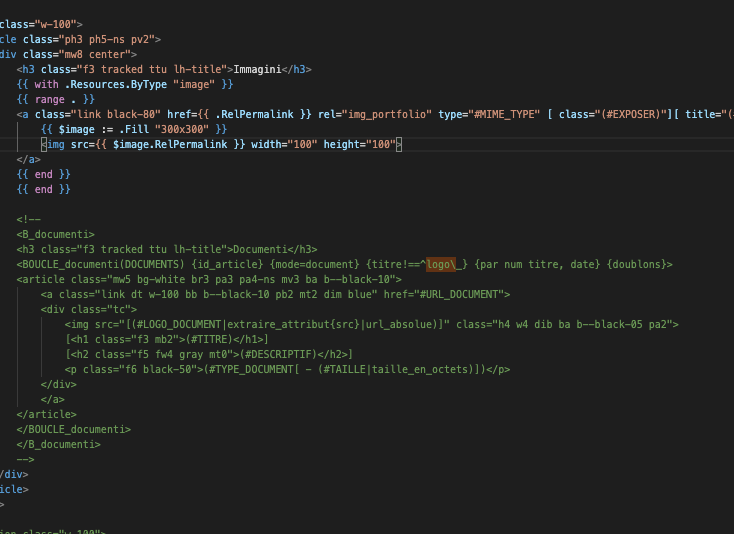 class="w-100">
cle class="ph3 ph5-ns pv2">
div class="mw8 center">
<h3 class="f3 tracked ttu lh-title">Immagini</h3>
{{ with .Resources.ByType "image" }}
{{ range . }}
<a class="link black-80" href={{ .RelPermalink }} rel="img_portfolio" type="#MIME_TYPE" [ class="(#EXPOSER)"][ title="(
{{ $image := .Fill "300x300" }}
<img src={{ $image.RelPermalink }} width="100" height="100">
</a>
{{ end }}
{{ end }}
<!--
<B_documenti>
<h3 class="f3 tracked ttu lh-title">Documenti</h3>
<BOUCLE_documenti(DOCUMENTS) {id_article} {mode=document} {titre!==^logo\_} {par num titre, date} {doublons}>
<article class="mw5 bg-white br3 pa3 pa4-ns mv3 ba b--black-10">
<a class="link dt w-100 bb b--black-10 pb2 mt2 dim blue" href="#URL_DOCUMENT">
<div class="tc">
<img src="[(#LOGO_DOCUMENT|extraire_attribut{src}|url_absolue)]" class="h4 w4 dib ba b--black-05 pa2">
[<h1 class="f3 mb2">(#TITRE)</h1>]
[<h2 class="f5 fw4 gray mt0">(#DESCRIPTIF)</h2>]
<p class="f6 black-50">(#TYPE_DOCUMENT[ - (#TAILLE|taille_en_octets)])</p>
</div>
</a>
</article>
</BOUCLE_documenti>
</B_documenti>
-->
/div>
icle>
>
ion class="w-100">